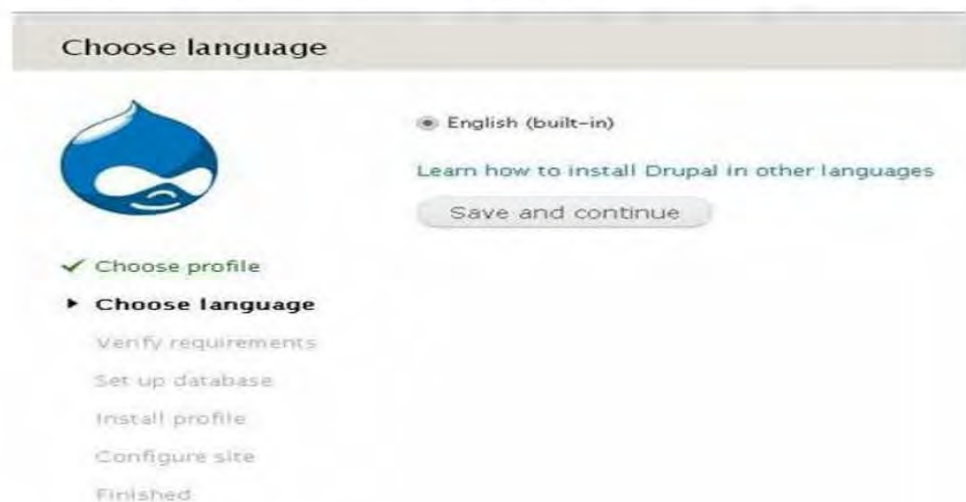 Choose language
English (built-in)
Learn how to install Drupal in other languages
Save and continue
Choose profile
Choose language
Verify requirements
Set up database
Install profile
Configure site
Finished